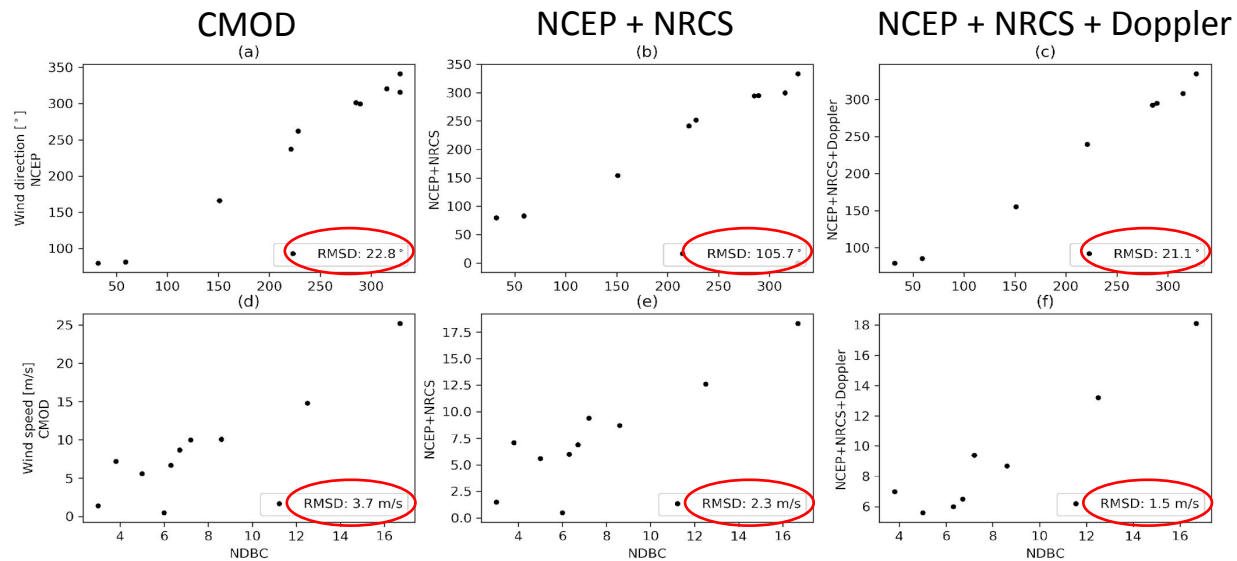 CMOD
NCEP + NRCS
NCEP + NRCS + Doppler
(a)
Wind direction [°]
NCEP
350
300
250
200
150
100
RMSD: 22.8°
50 100 150 200 250 300
(b)
NCEP+NRCS
350
300
250
200
150
100
50
0
RMSD: 105.7°
50 100 150 200 250 300
(c)
NCEP+NRCS+Doppler
300
250
200
150
100
RMSD: 21.1°
50 100 150 200 250 300
(d)
Wind speed [m/s]
CMOD
25
20
15
10
5
0
RMSD: 3.7 m/s
4 6 8 10 12 14 16
NDBC
(e)
NCEP+NRCS
17.5
15.0
12.5
10.0
7.5
5.0
2.5
0.0
RMSD: 2.3 m/s
4 6 8 10 12 14 16
NDBC
(f)
NCEP+NRCS+Doppler
18
16
14
12
10
8
6
RMSD: 1.5 m/s
4 6 8 10 12 14 16
NDBC